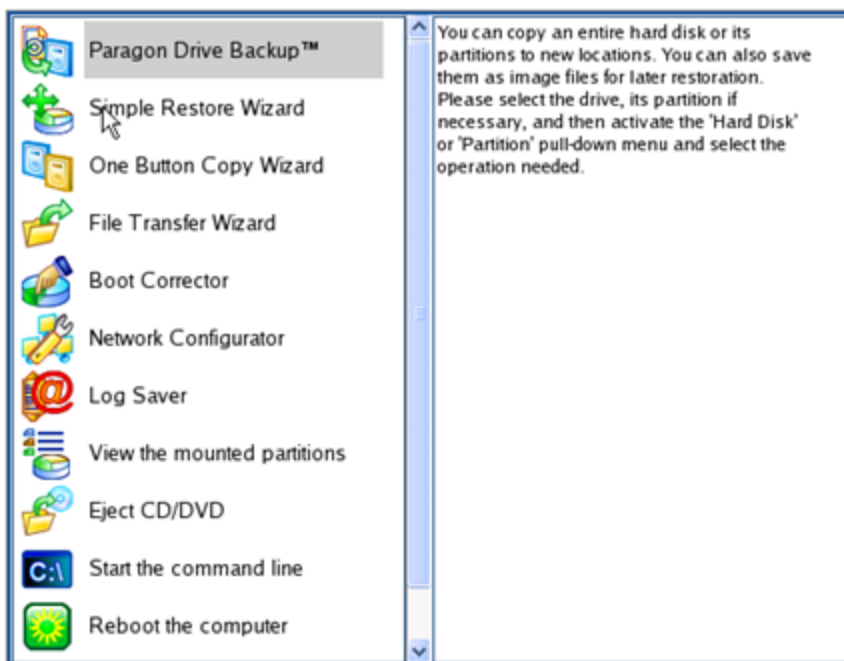 Paragon Drive Backup™
Simple Restore Wizard
One Button Copy Wizard
File Transfer Wizard
Boot Corrector
Network Configurator
Log Saver
View the mounted partitions
Eject CD/DVD
C:\
Start the command line
Reboot the computer
You can copy an entire hard disk or its
partitions to new locations. You can also save
them as image files for later restoration.
Please select the drive, its partition if
necessary, and then activate the 'Hard Disk'
or 'Partition' pull-down menu and select the
operation needed.